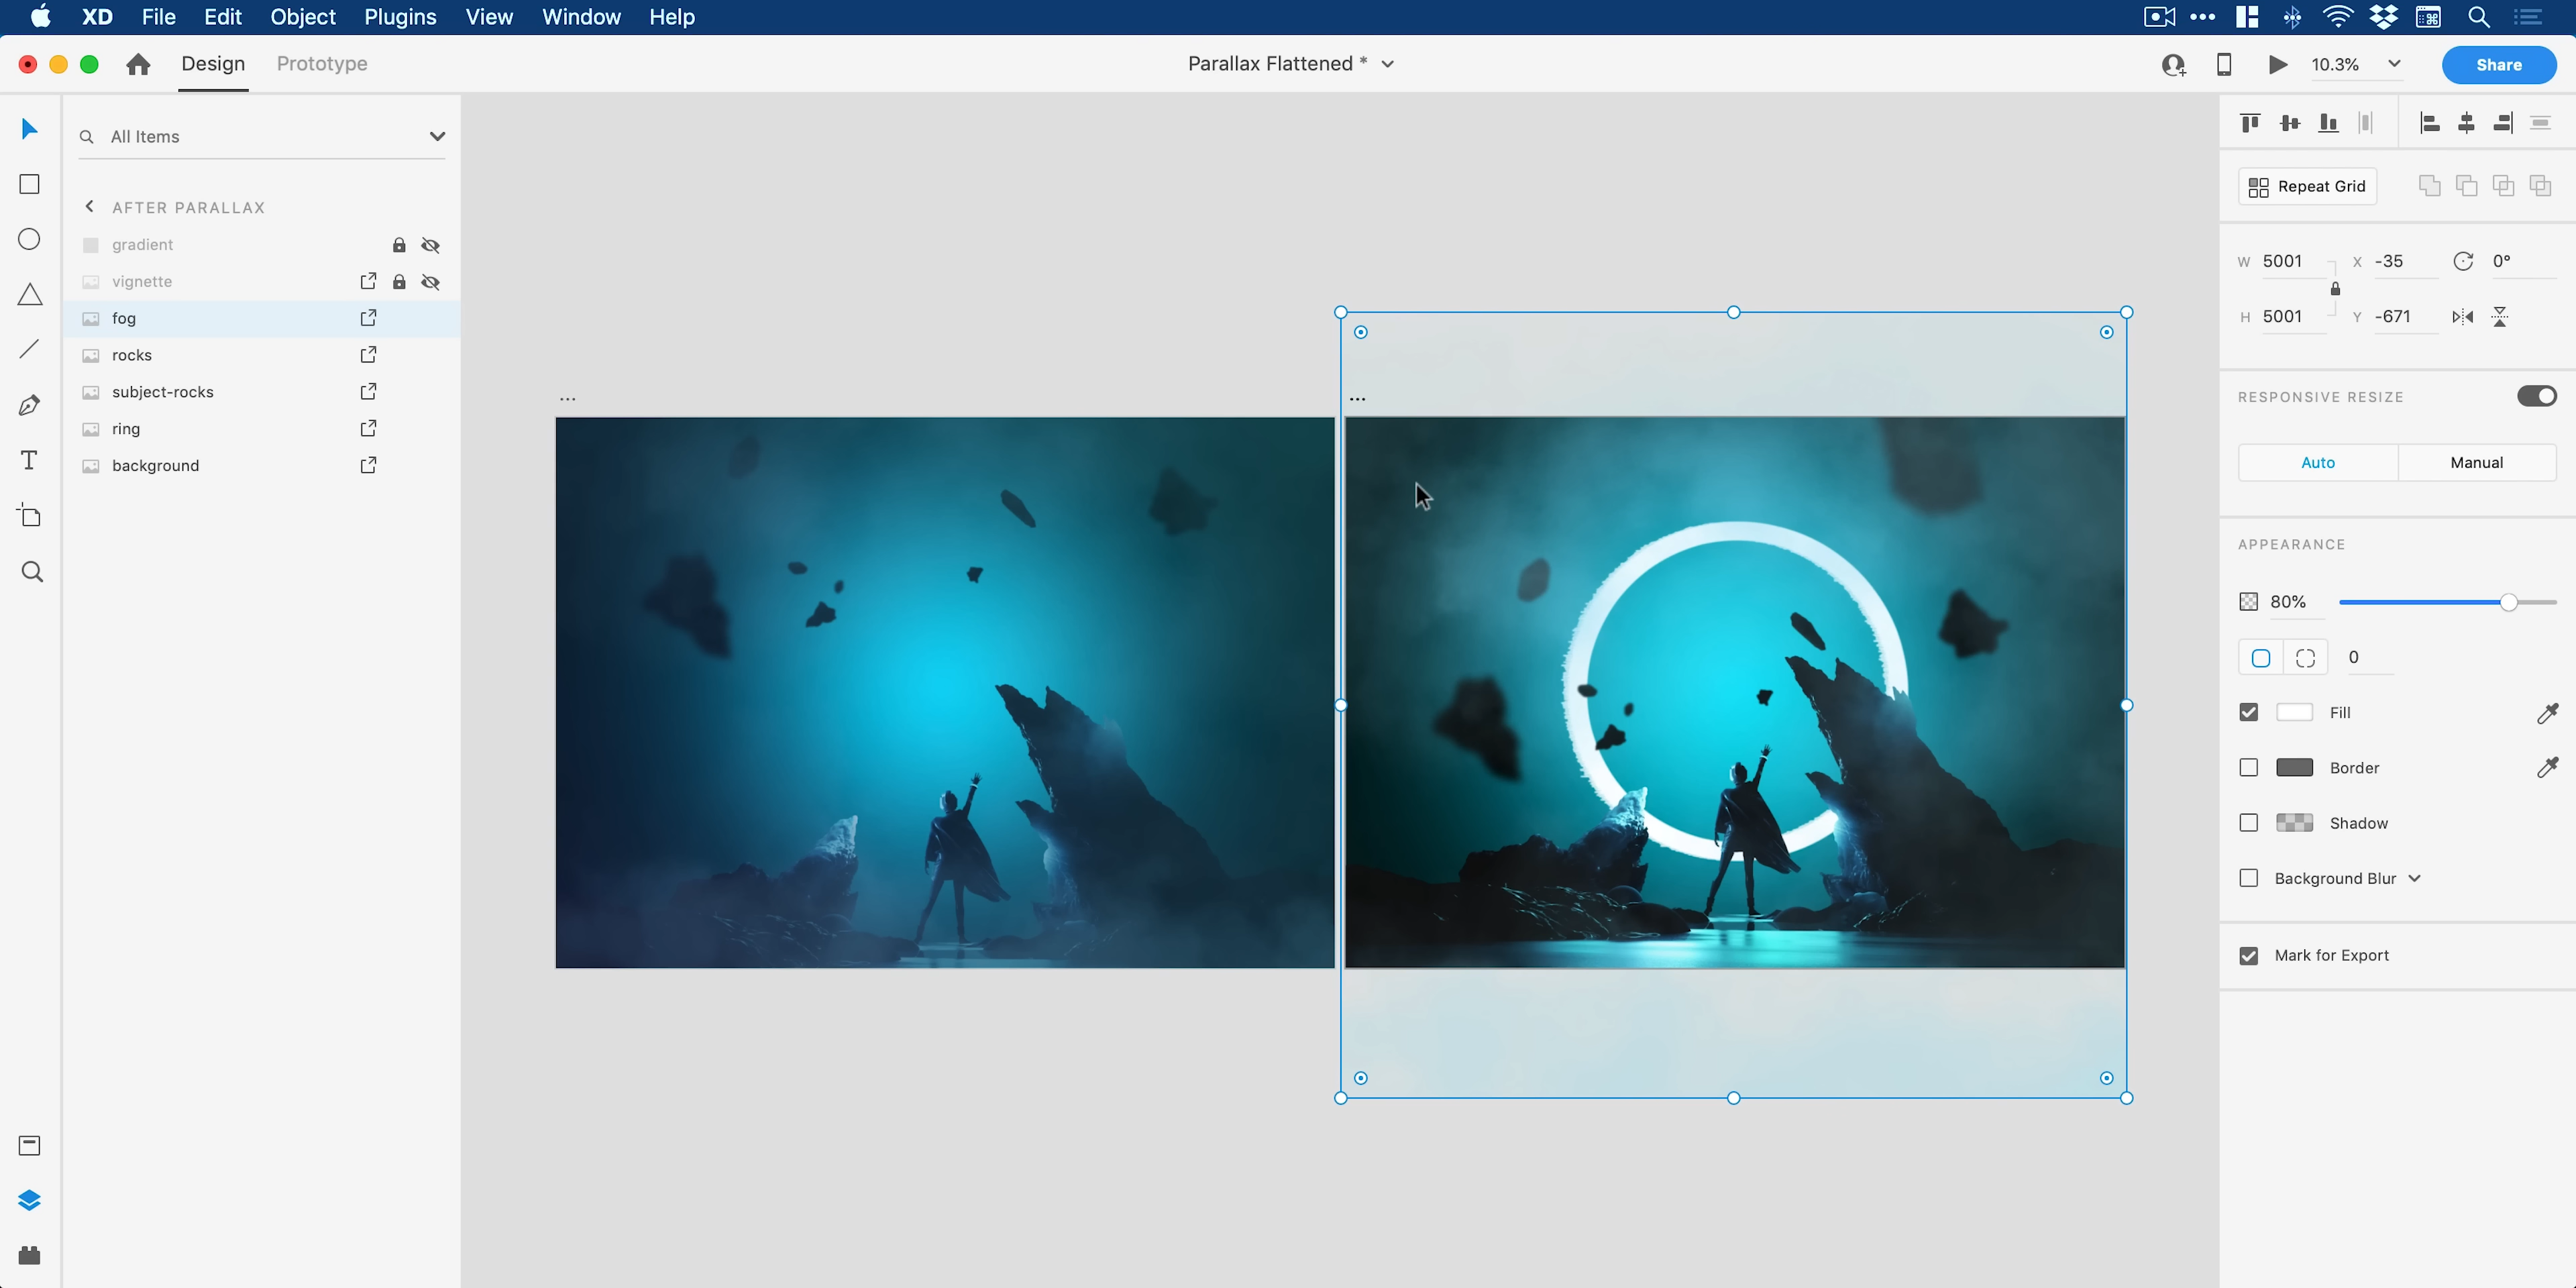 XD File Edit Object Plugins View Window Help
Design Prototype
Parallax Flattened *
10.3%
Share
All Items
AFTER PARALLAX
gradient
vignette
fog
rocks
subject-rocks
ring
background
...
...
Repeat Grid
W 5001 X -35 0°
H 5001 Y -671
RESPONSIVE RESIZE
Auto Manual
APPEARANCE
80%
0
Fill
Border
Shadow
Background Blur
Mark for Export